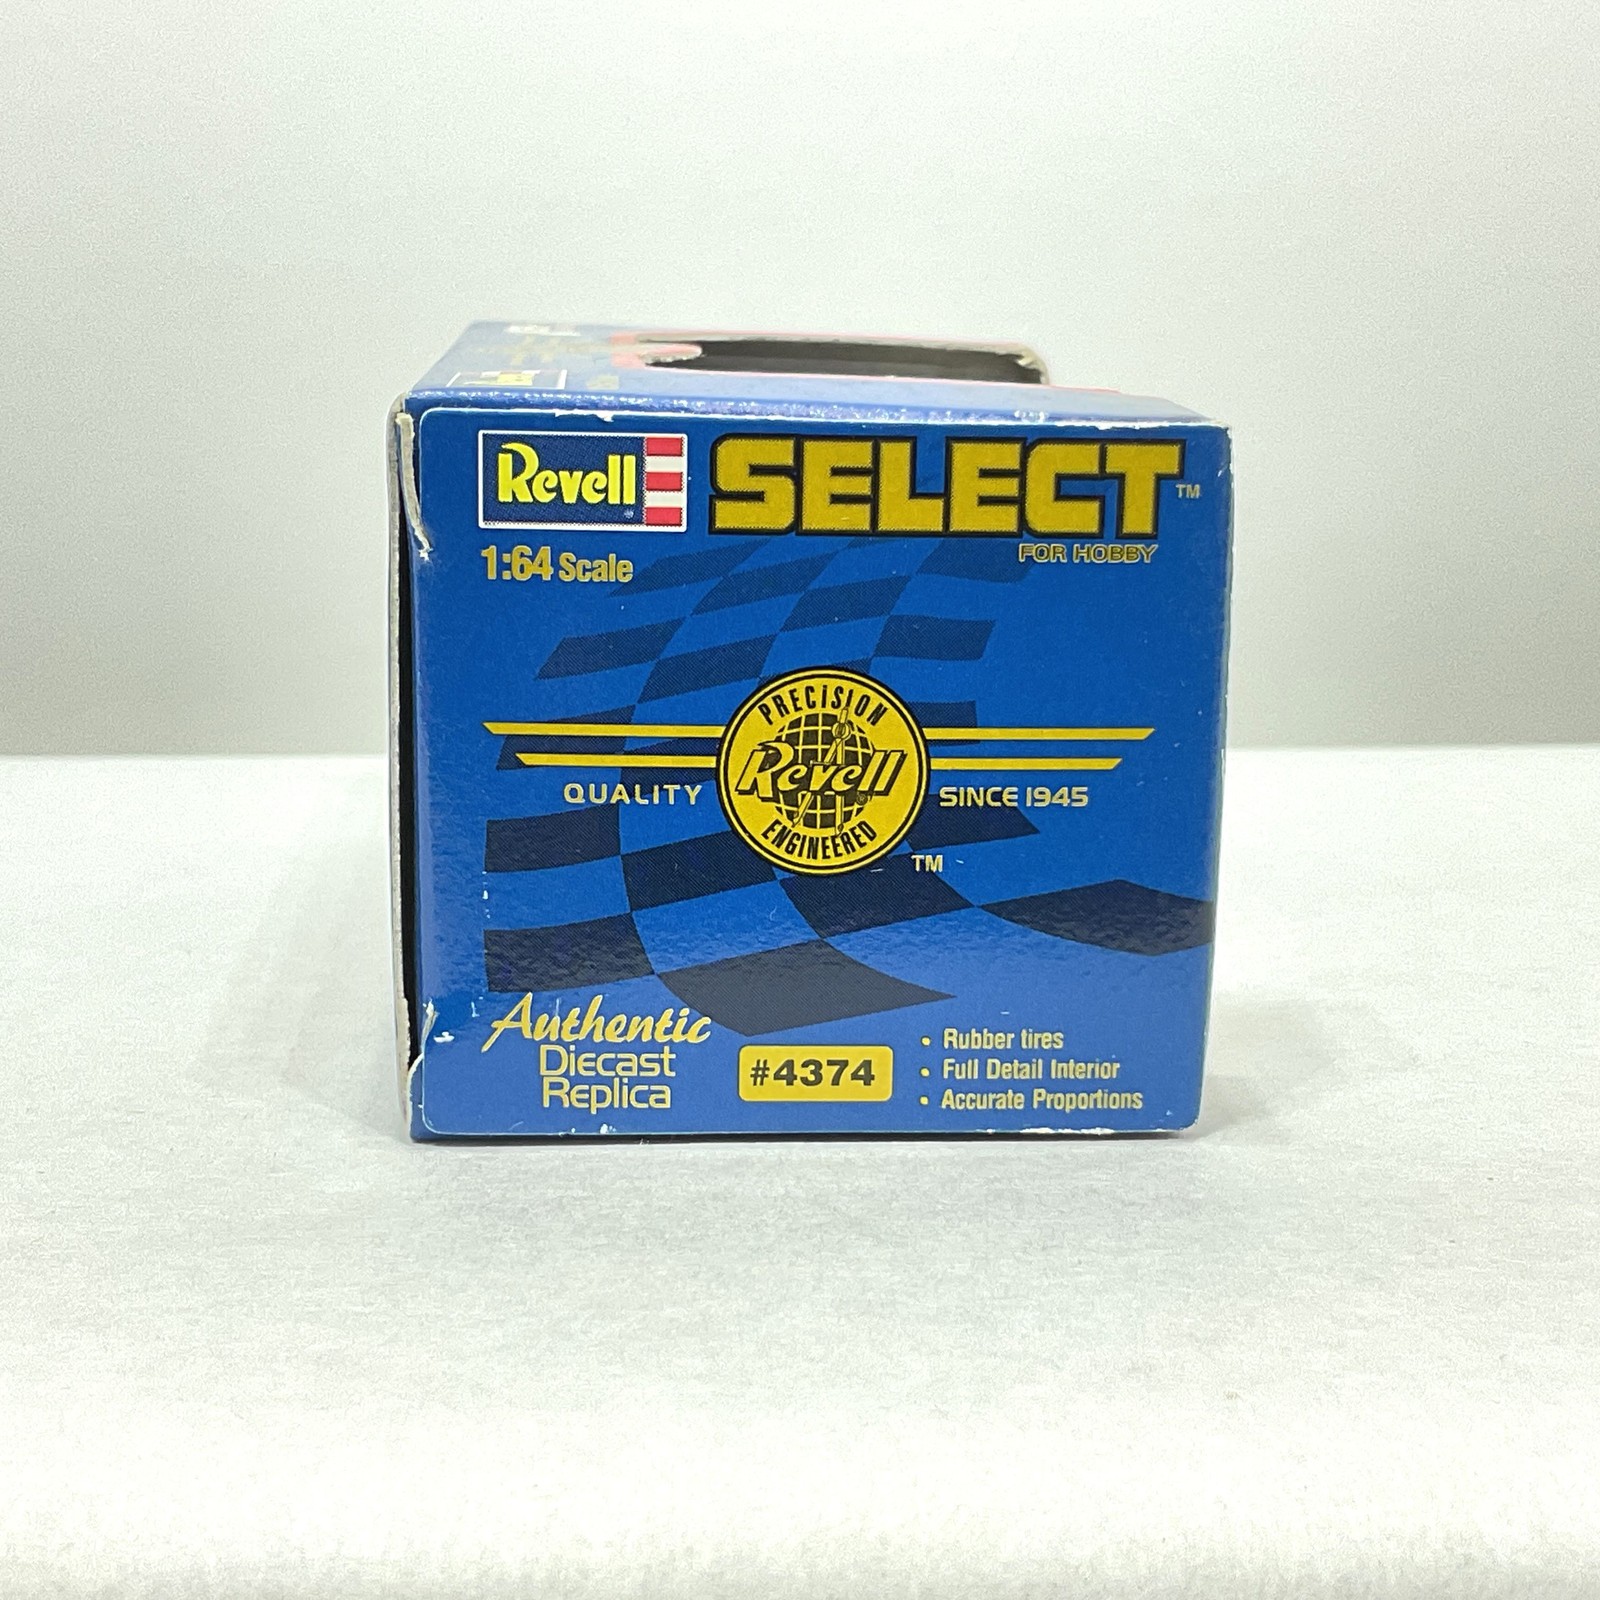 Revell
SELECT™
FOR HOBBY
1:64 Scale
PRECISION
Revell
ENGINEERED
QUALITY
SINCE 1945
TM
Authentic
Diecast
Replica
#4374
• Rubber tires
• Full Detail Interior
• Accurate Proportions